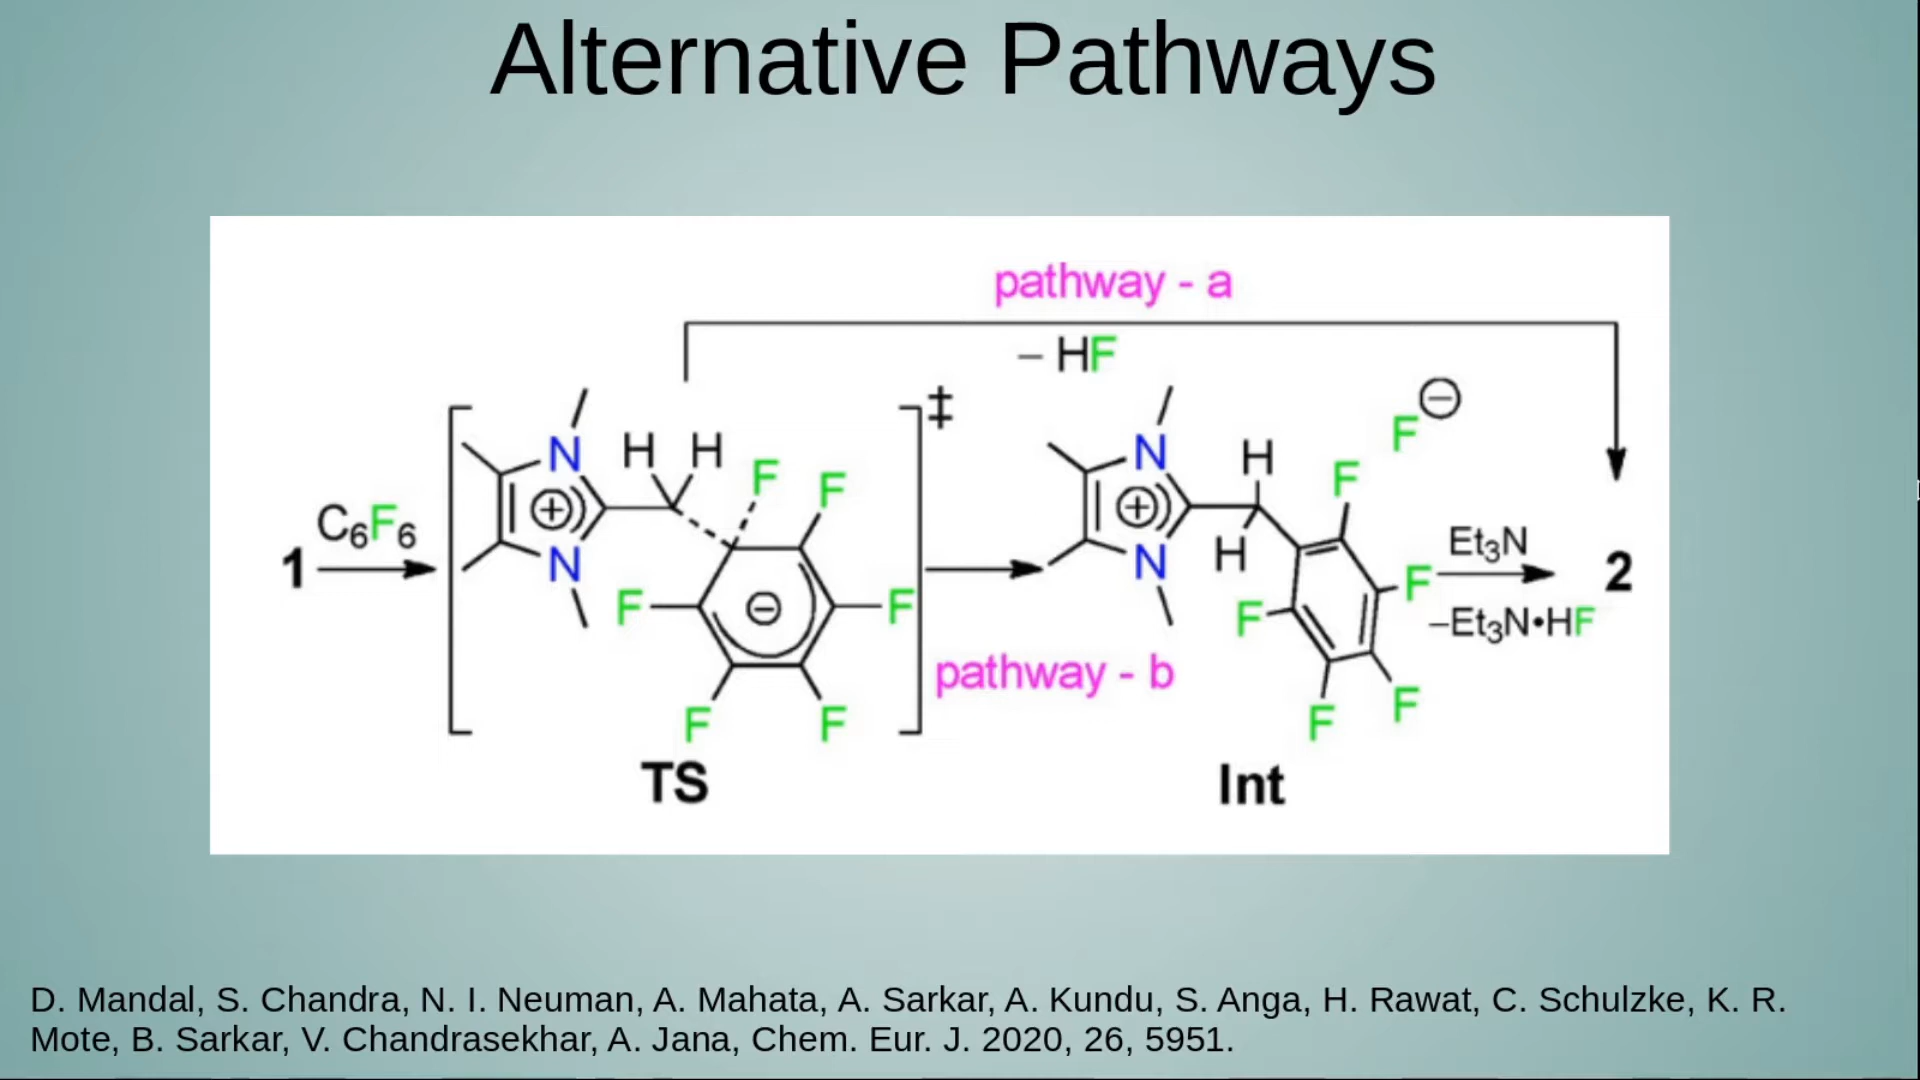 Alternative Pathways
pathway - a
– HF
1
C6F6
N
N
H H
F
F
F
F
F
F
⊕
⊖
‡
TS
pathway - b
N
N
⊕
H
H
F
F
F
F
F
F⊖
Int
Et3N
–Et3N•HF
2
D. Mandal, S. Chandra, N. I. Neuman, A. Mahata, A. Sarkar, A. Kundu, S. Anga, H. Rawat, C. Schulzke, K. R.
Mote, B. Sarkar, V. Chandrasekhar, A. Jana, Chem. Eur. J. 2020, 26, 5951.